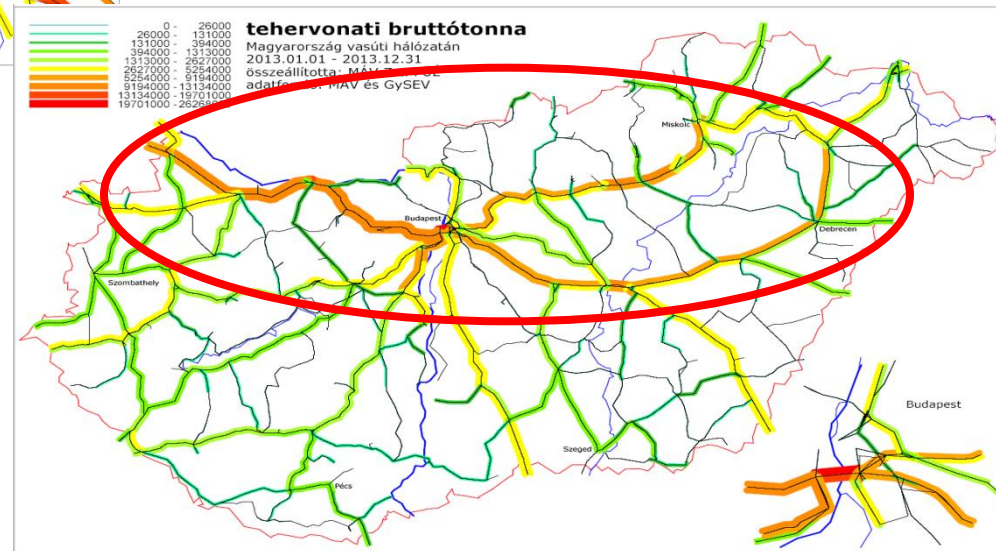 tehervonati bruttótonna
Magyarország vasúti hálózatán
2013.01.01 - 2013.12.31
összeállította: MÁV
MÁV és GySEV
0 - 26000
26000 - 131000
131000 - 394000
394000 - 1313000
1313000 - 2627000
2627000 - 5254000
5254000 - 9194000
9194000 - 13134000
13134000 - 19701000
19701000 -
Miskolc
Budapest
Debrecen
Szombathely
Budapest
Szeged
Pécs